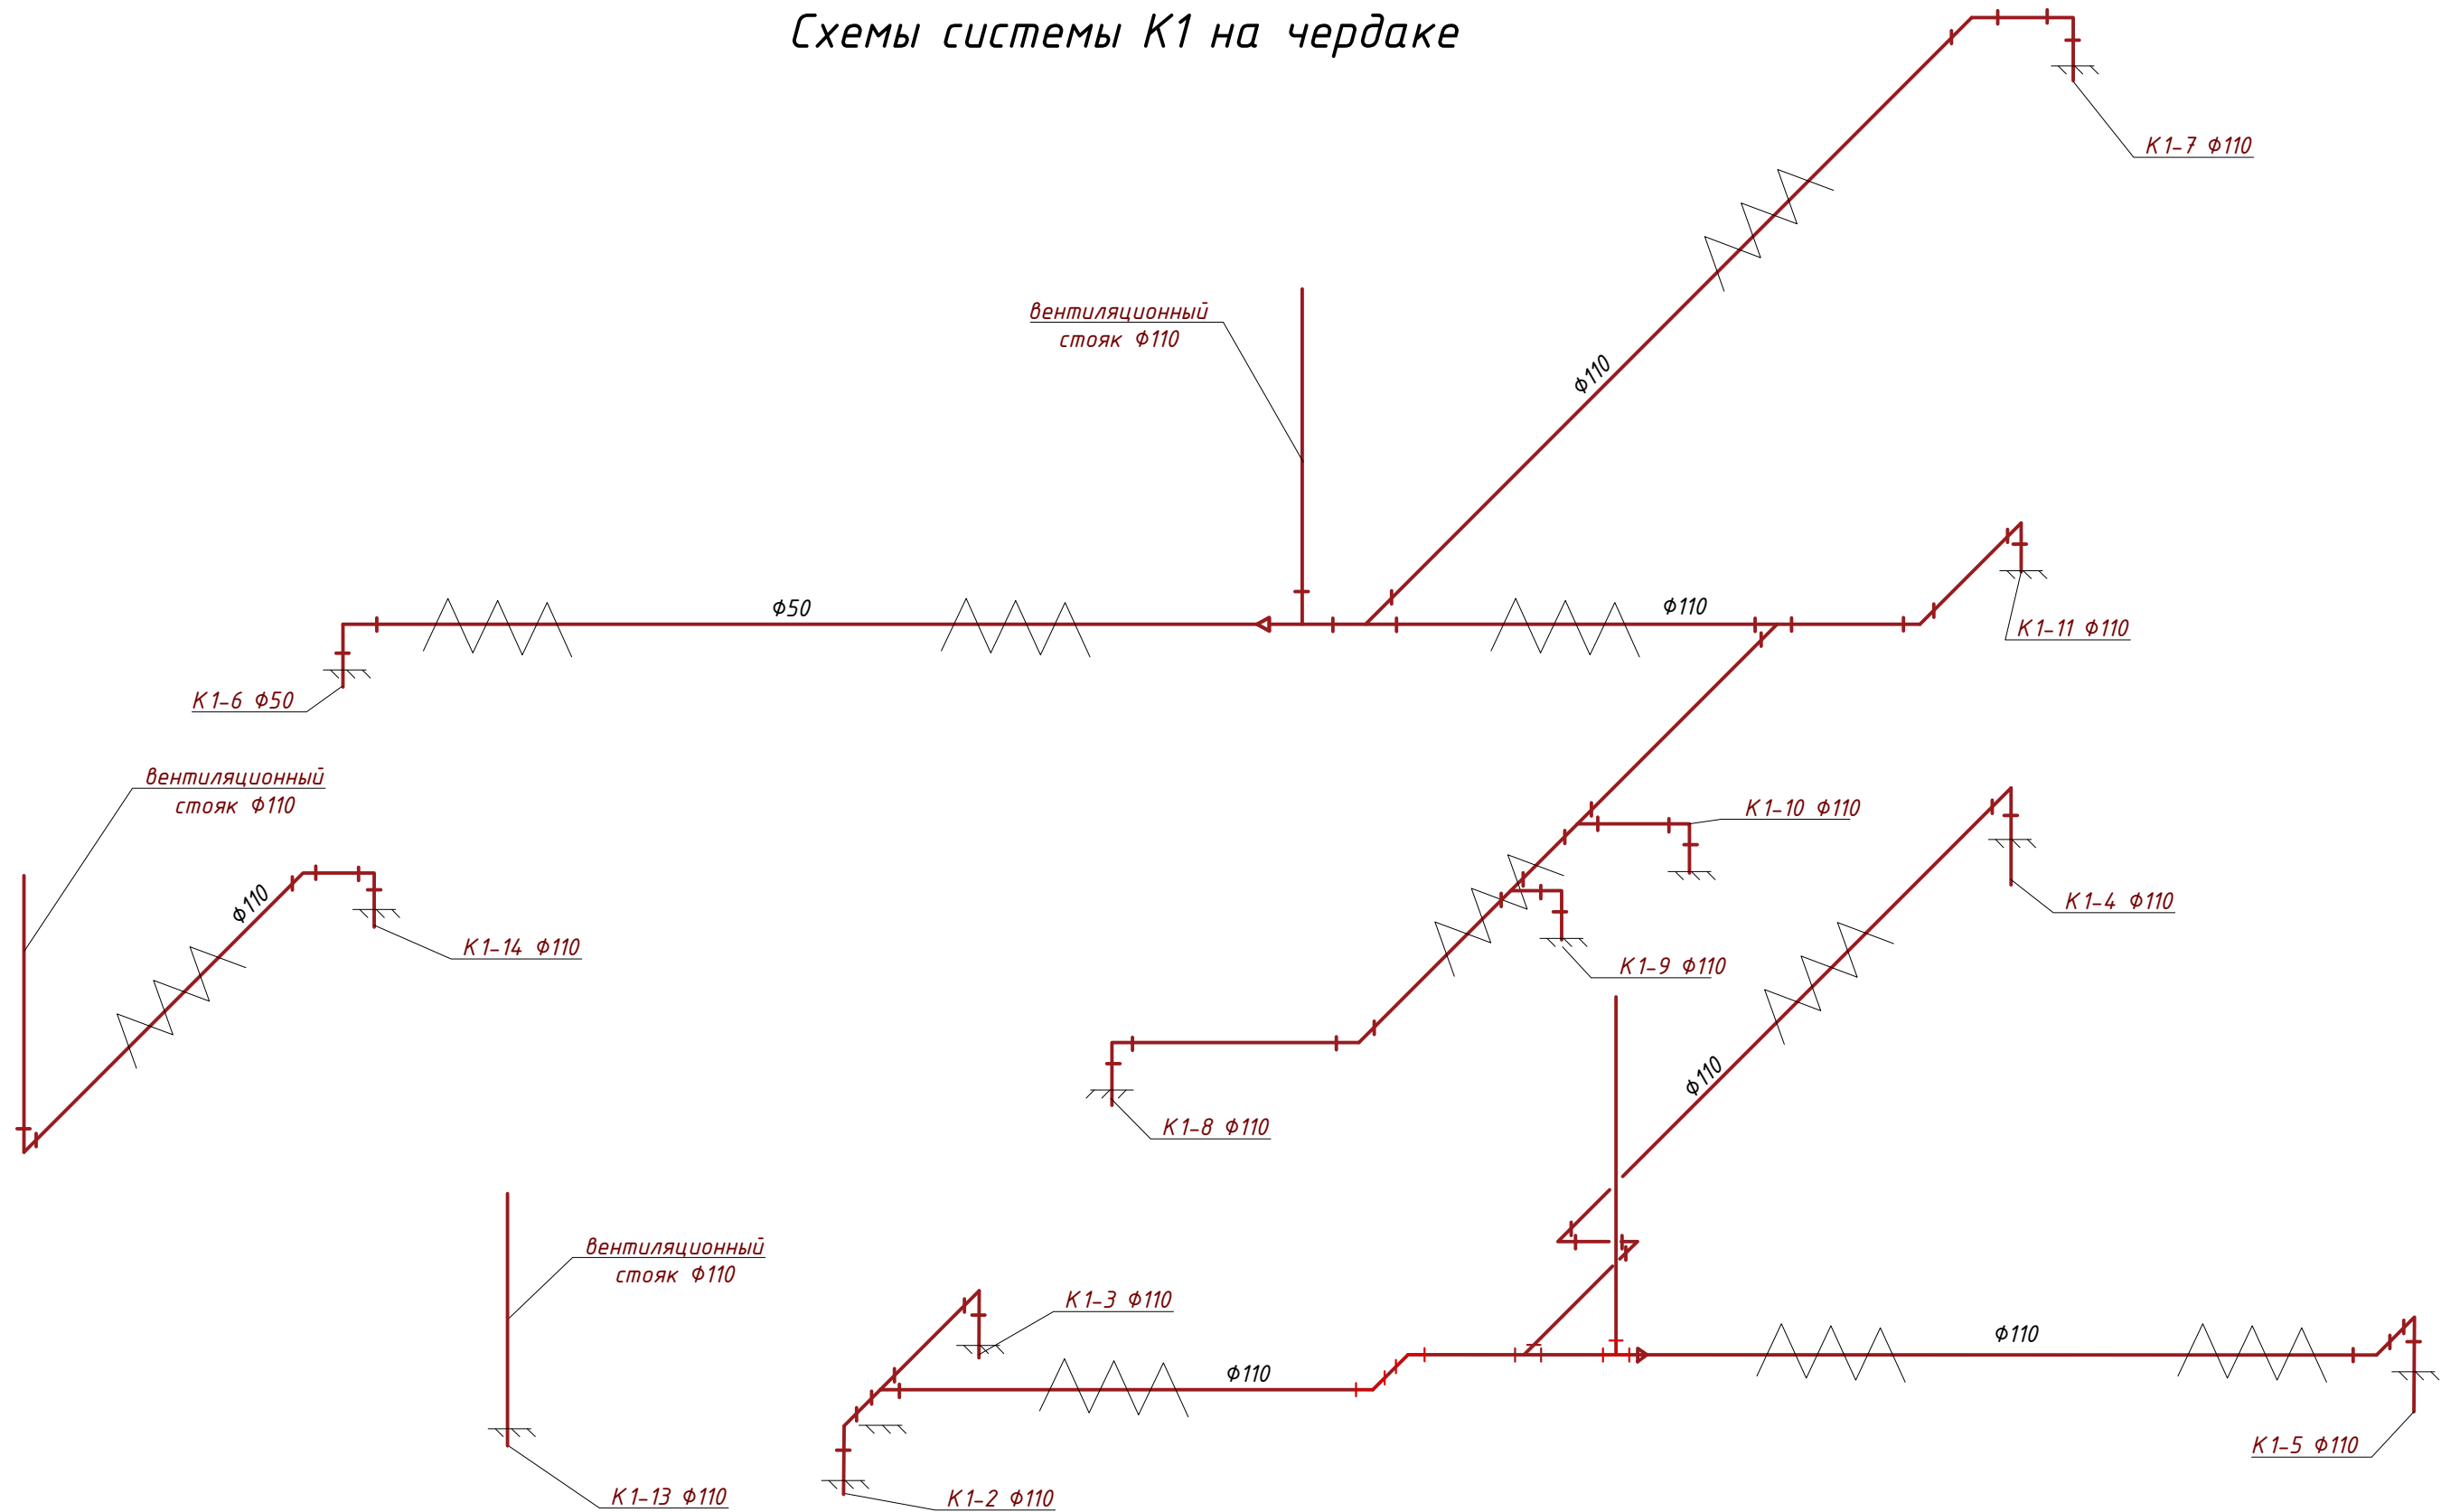 Схемы системы К1 на чердаке
К1-7 Ф110
вентиляционный
стояк Ф110
Ф110
Ф50
Ф110
К1-11 Ф110
К1-6 Ф50
вентиляционный
стояк Ф110
Ф110
К1-14 Ф110
К1-10 Ф110
К1-4 Ф110
К1-9 Ф110
Ф110
К1-8 Ф110
вентиляционный
стояк Ф110
К1-3 Ф110
Ф110
Ф110
К1-5 Ф110
К1-13 Ф110
К1-2 Ф110